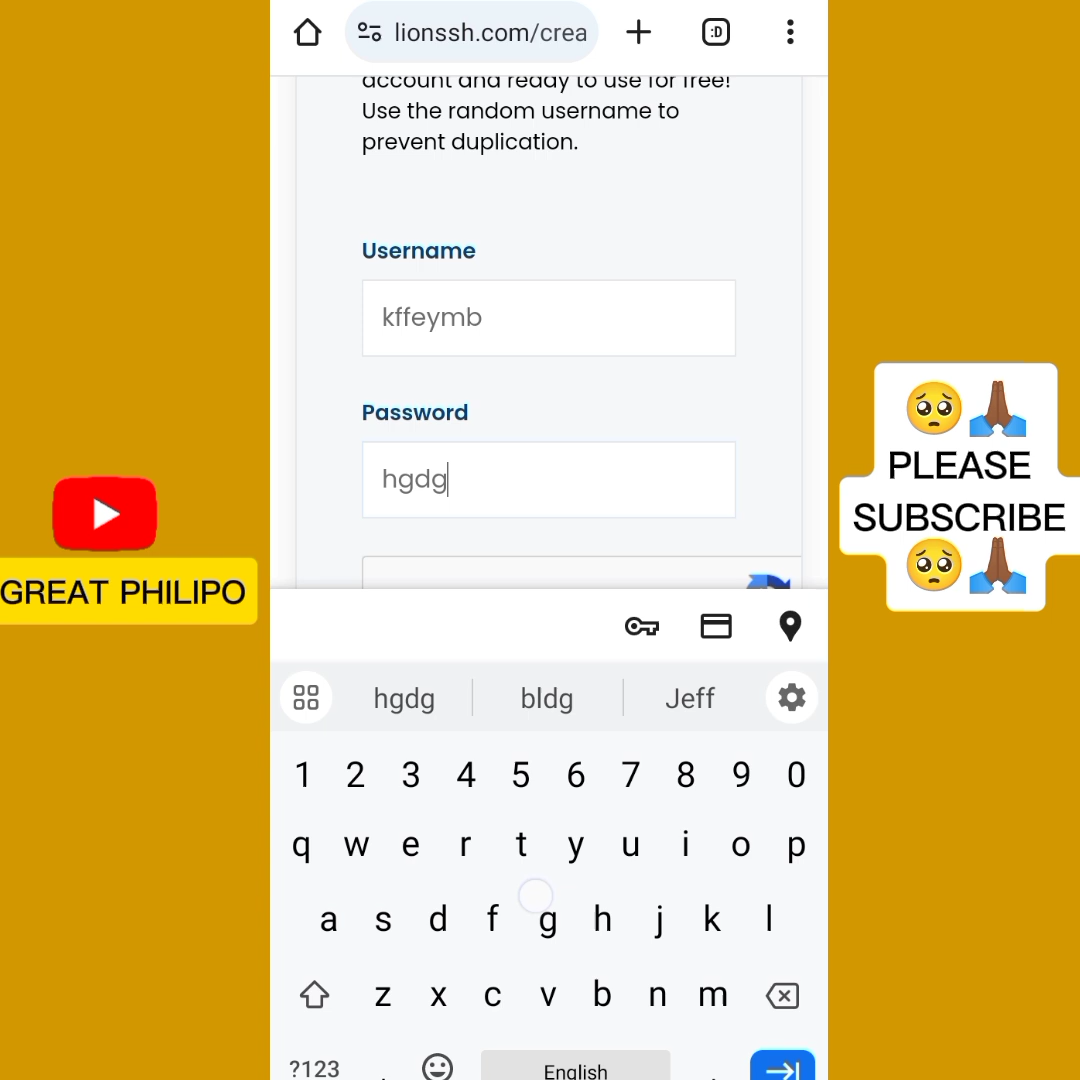 lionssh.com/crea
:D
account and ready to use for free!
Use the random username to
prevent duplication.
Username
kffeymb
Password
hgdg
GREAT PHILIPO
PLEASE
SUBSCRIBE
hgdg bldg Jeff
1 2 3 4 5 6 7 8 9 0
q w e r t y u i o p
a s d f g h j k l
z x c v b n m
?123 , English .